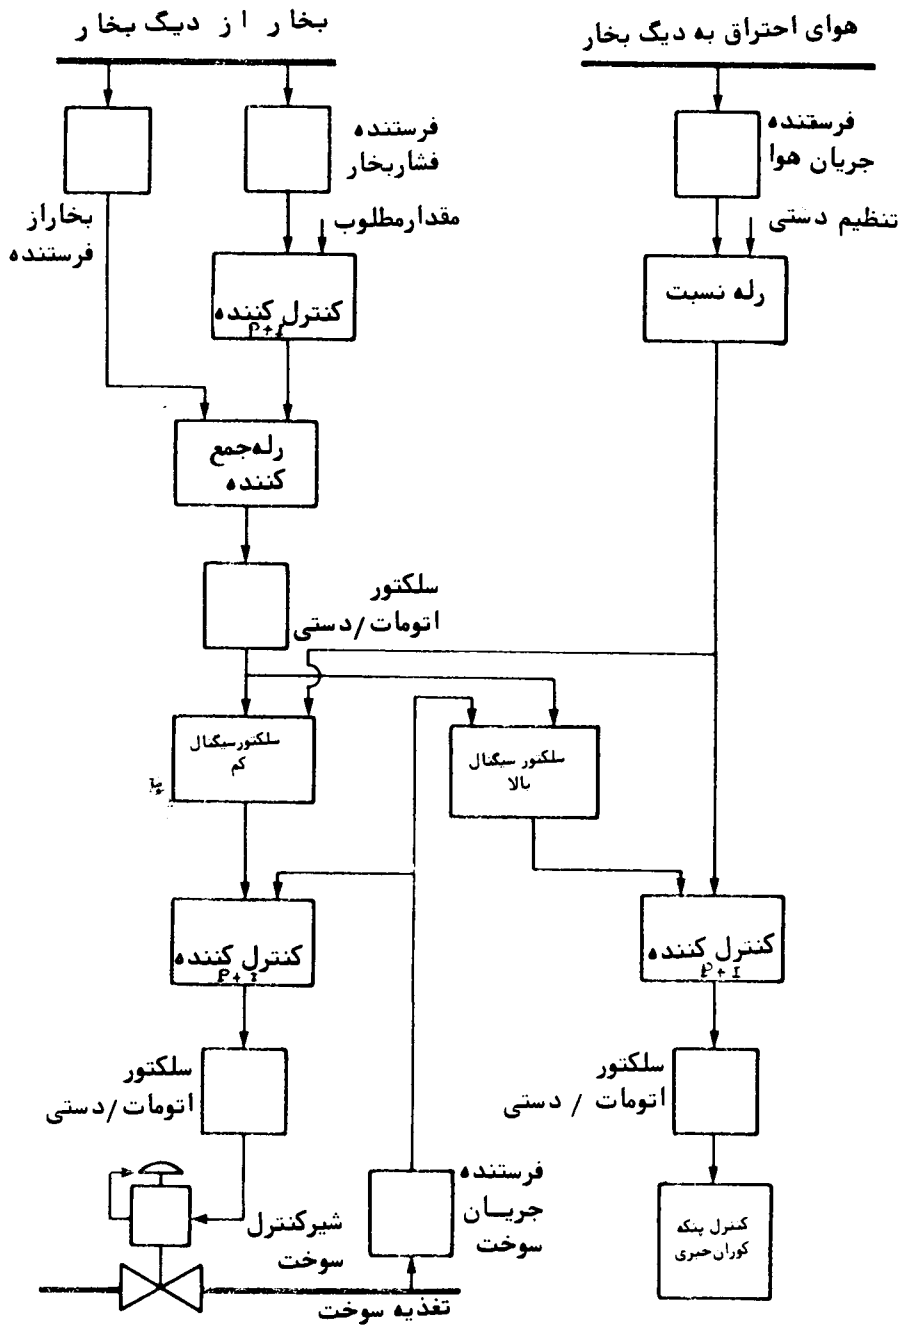 بخار از دیگ بخار
هوای احتراق به دیگ بخار
فرستنده
فشاربخار
فرستنده
جریان هوا
بخاراز
فرستنده
مقدارمطلوب
تنظیم دستی
کنترل کننده
P+I
رله نسبت
رله‌جمع
کننده
سلکتور
اتومات/دستی
سلکتورسیگنال
کم
سلکتور سیگنال
بالا
کنترل کننده
P+I
کنترل کننده
P+I
سلکتور
اتومات/دستی
سلکتور
اتومات / دستی
شیرکنترل
سوخت
فرستنده
جریــان
سوخت
کنترل پنکه
کوران‌جبری
تغذیه سوخت